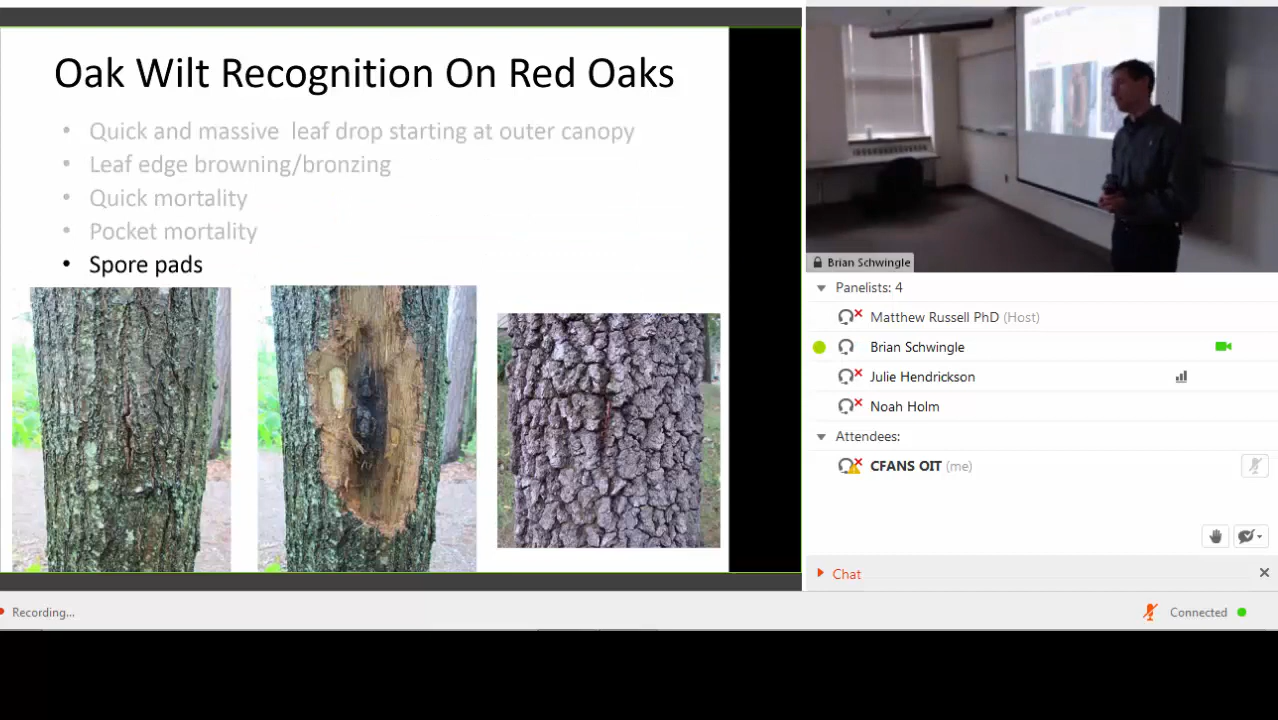 Oak Wilt Recognition On Red Oaks
• Quick and massive leaf drop starting at outer canopy
• Leaf edge browning/bronzing
• Quick mortality
• Pocket mortality
• Spore pads
Brian Schwingle
Panelists: 4
Matthew Russell PhD (Host)
Brian Schwingle
Julie Hendrickson
Noah Holm
Attendees:
CFANS OIT (me)
Chat
Recording...
Connected